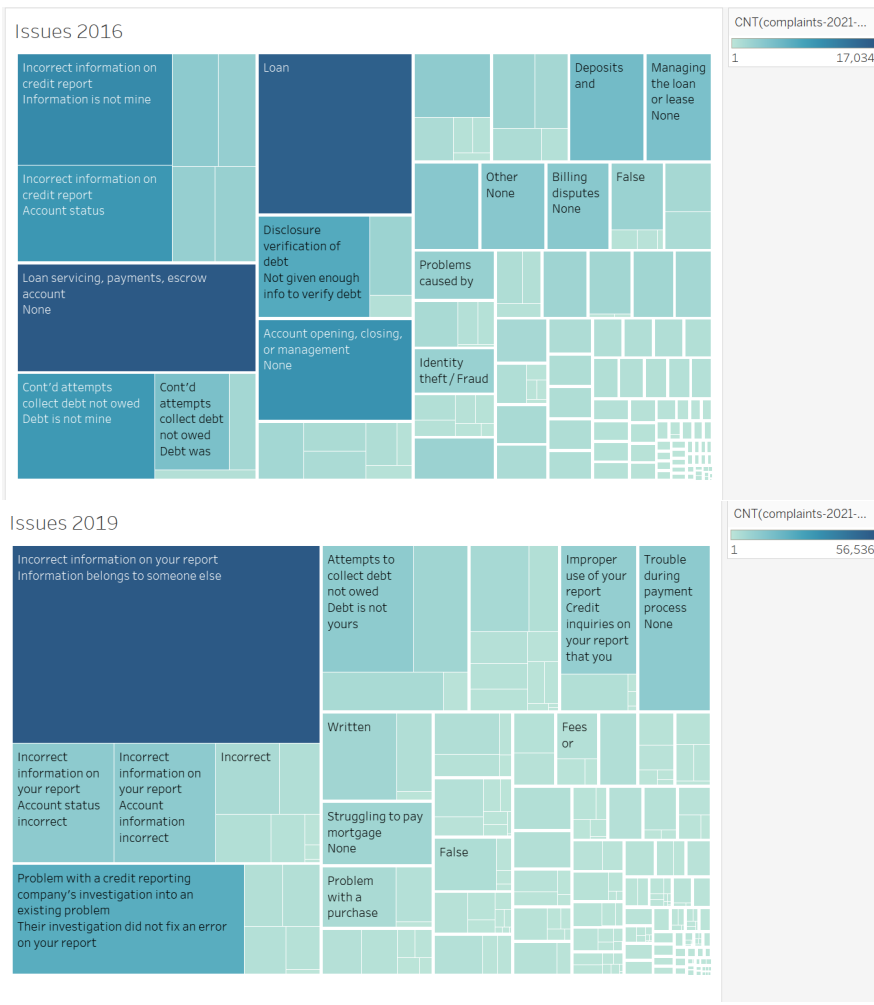 Issues 2016
CNT(complaints-2021-...
1 17,034
Incorrect information on
credit report
Information is not mine
Incorrect information on
credit report
Account status
Loan servicing, payments, escrow
account
None
Cont'd attempts
collect debt not owed
Debt is not mine
Cont'd
attempts
collect debt
not owed
Debt was
Loan
Disclosure
verification of
debt
Not given enough
info to verify debt
Account opening, closing,
or management
None
Deposits
and
Managing
the loan
or lease
None
Other
None
Billing
disputes
None
False
Problems
caused by
Identity
theft / Fraud
Issues 2019
CNT(complaints-2021-...
1 56,536
Incorrect information on your report
Information belongs to someone else
Incorrect
information on
your report
Account status
incorrect
Incorrect
information on
your report
Account
information
incorrect
Incorrect
Problem with a credit reporting
company's investigation into an
existing problem
Their investigation did not fix an error
on your report
Attempts to
collect debt
not owed
Debt is not
yours
Improper
use of your
report
Credit
inquiries on
your report
that you
Trouble
during
payment
process
None
Written
Fees
or
Struggling to pay
mortgage
None
False
Problem
with a
purchase